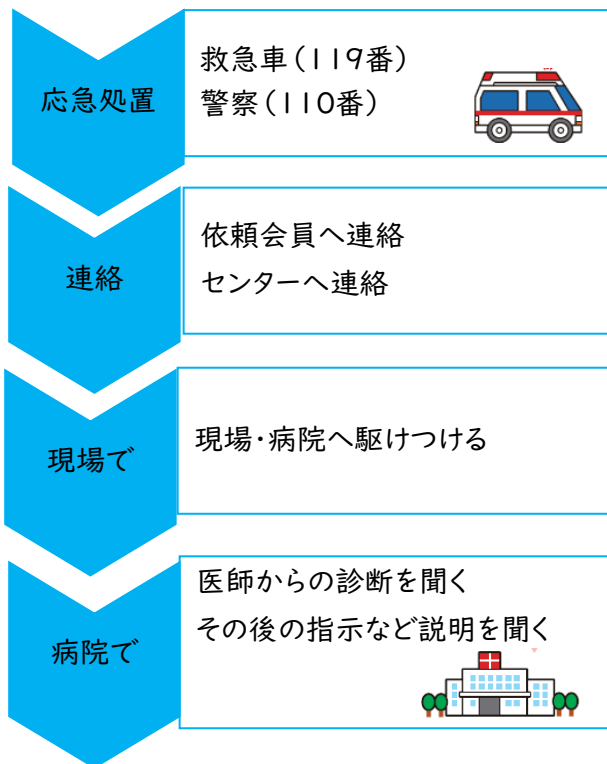 応急処置
救急車(119番)
警察(110番)
連絡
依頼会員へ連絡
センターへ連絡
現場で
現場・病院へ駆けつける
病院で
医師からの診断を聞く
その後の指示など説明を聞く